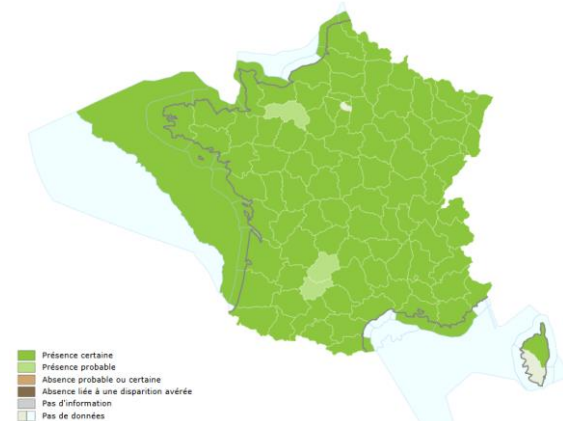 Présence certaine
Présence probable
Absence probable ou certaine
Absence liée à une disparition avérée
Pas d'information
Pas de données